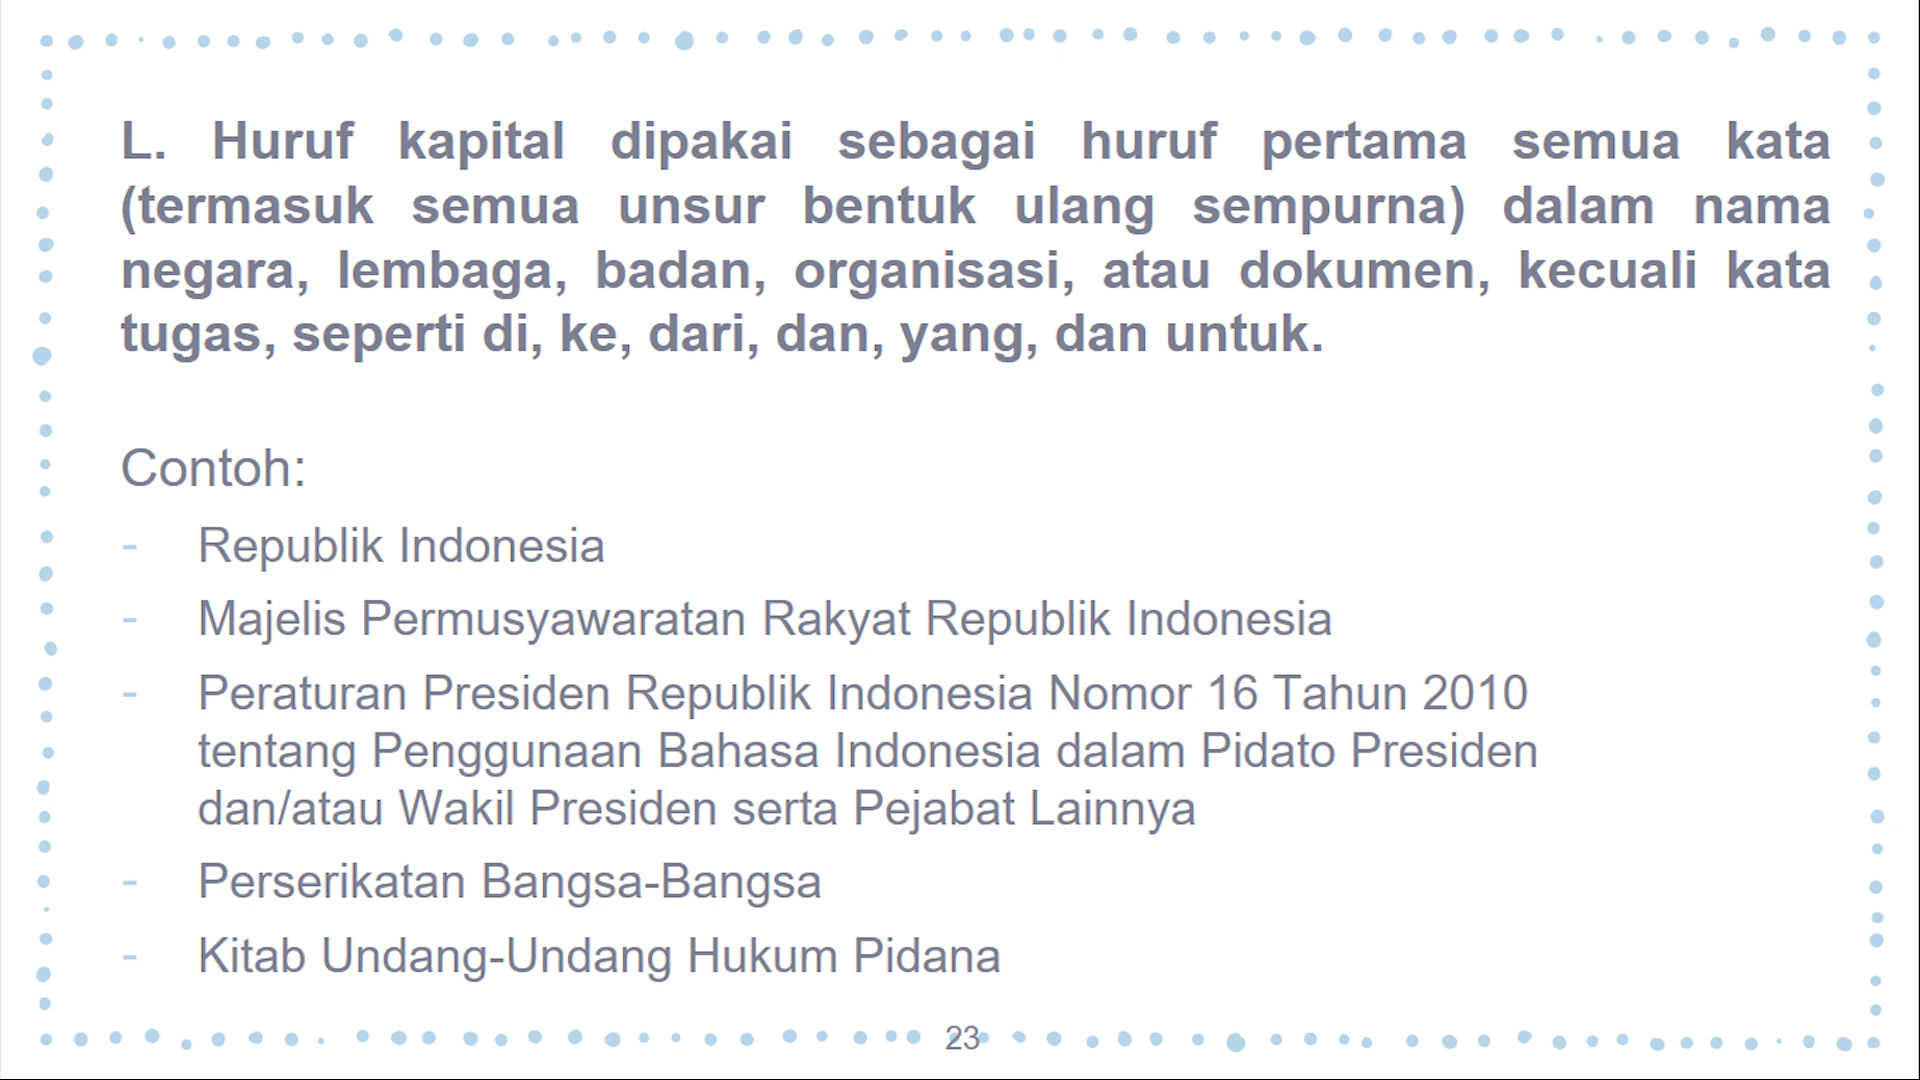 L. Huruf kapital dipakai sebagai huruf pertama semua kata
(termasuk semua unsur bentuk ulang sempurna) dalam nama
negara, lembaga, badan, organisasi, atau dokumen, kecuali kata
tugas, seperti di, ke, dari, dan, yang, dan untuk.
Contoh:
- Republik Indonesia
- Majelis Permusyawaratan Rakyat Republik Indonesia
- Peraturan Presiden Republik Indonesia Nomor 16 Tahun 2010
tentang Penggunaan Bahasa Indonesia dalam Pidato Presiden
dan/atau Wakil Presiden serta Pejabat Lainnya
- Perserikatan Bangsa-Bangsa
- Kitab Undang-Undang Hukum Pidana
23